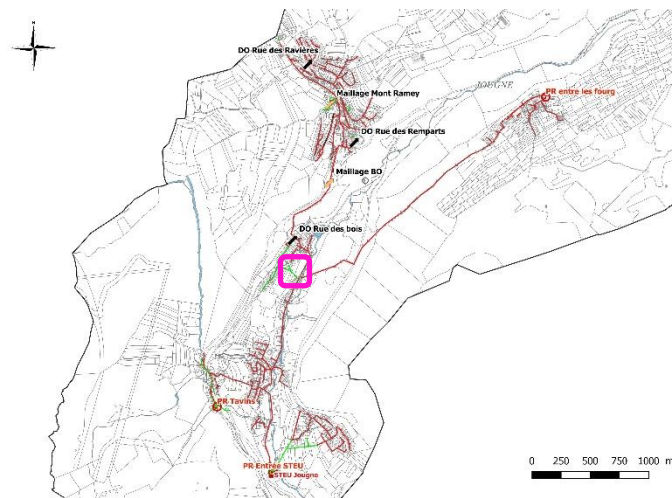 N
DO Rue des Ravières
JOUGNE
PR entre les fourg
Maillage Mont Ramey
DO Rue des Remparts
Maillage BO
DO Rue des bois
PR Tavins
PR Entrée STEU
STEU Jougne
0 250 500 750 1000 m